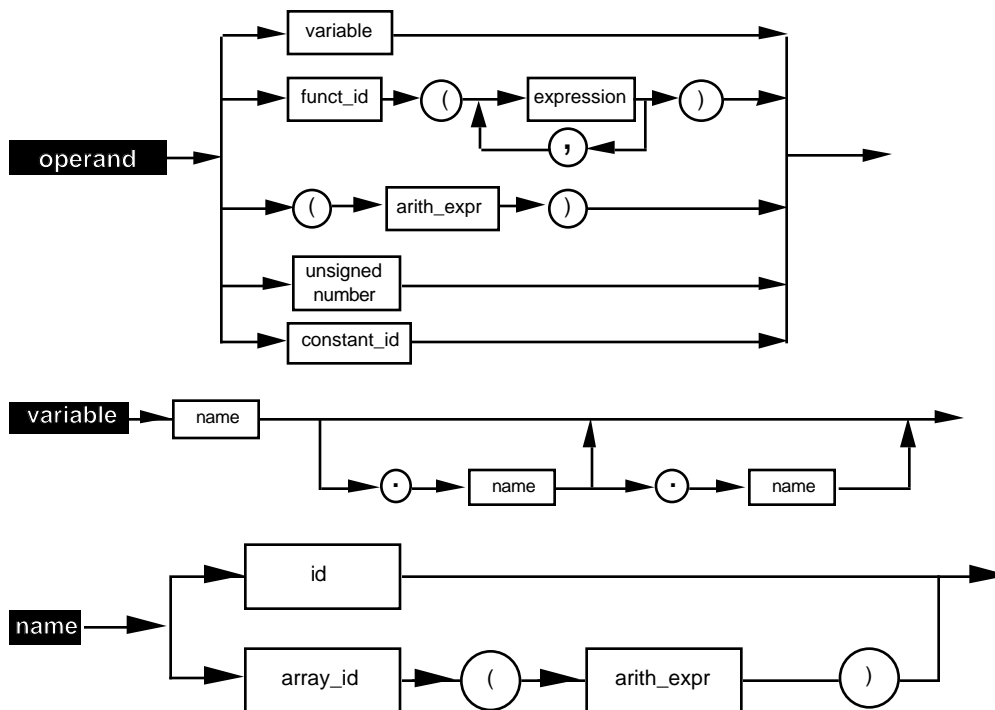 variable
funct_id ( expression )
,
operand
( arith_expr )
unsigned
number
constant_id
variable name
. name . name
id
name
array_id ( arith_expr )